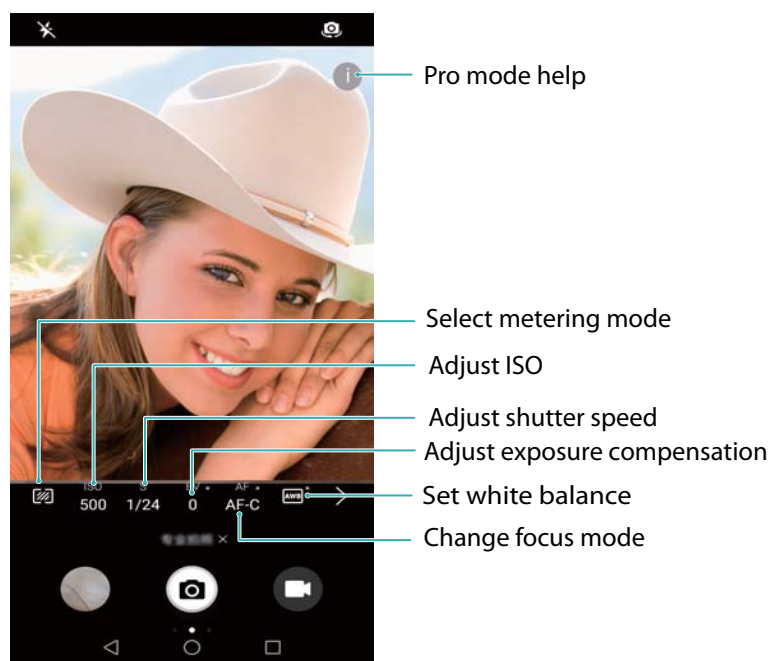 i
Pro mode help
Select metering mode
Adjust ISO
Adjust shutter speed
Adjust exposure compensation
Set white balance
Change focus mode
ISO S EV AF
500 1/24 0 AF-C AWB